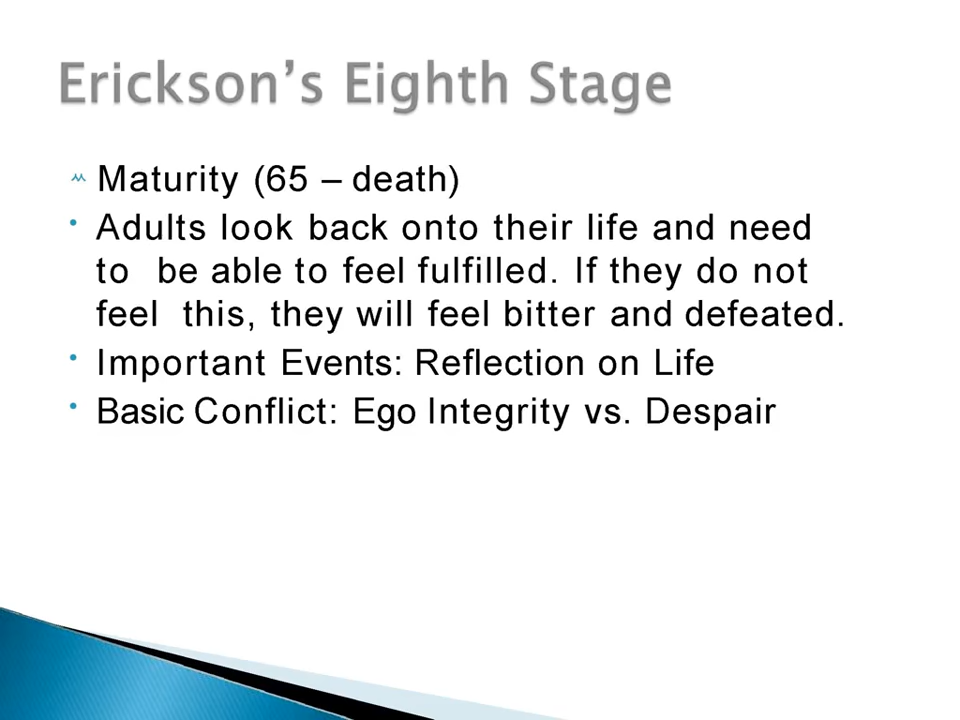 Erickson’s Eighth Stage
Maturity (65 – death)
• Adults look back onto their life and need
to be able to feel fulfilled. If they do not
feel this, they will feel bitter and defeated.
• Important Events: Reflection on Life
• Basic Conflict: Ego Integrity vs. Despair